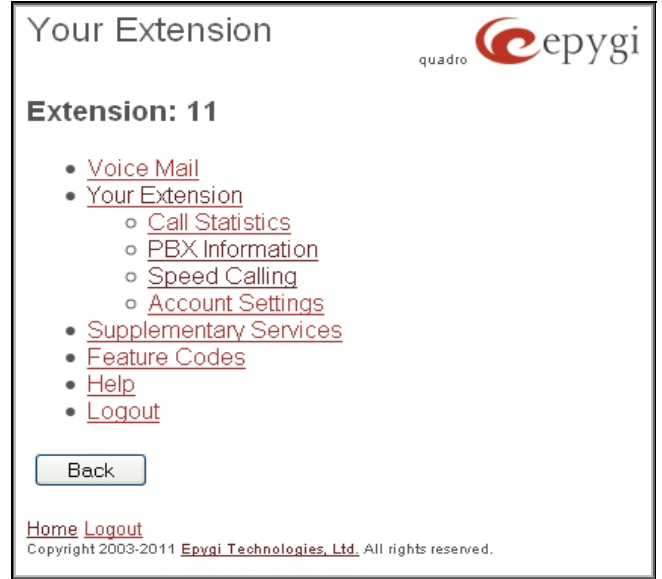 Your Extension
quadro epygi
Extension: 11
Voice Mail
Your Extension
Call Statistics
PBX Information
Speed Calling
Account Settings
Supplementary Services
Feature Codes
Help
Logout
Back
Home Logout
Copyright 2003-2011 Epygi Technologies, Ltd. All rights reserved.